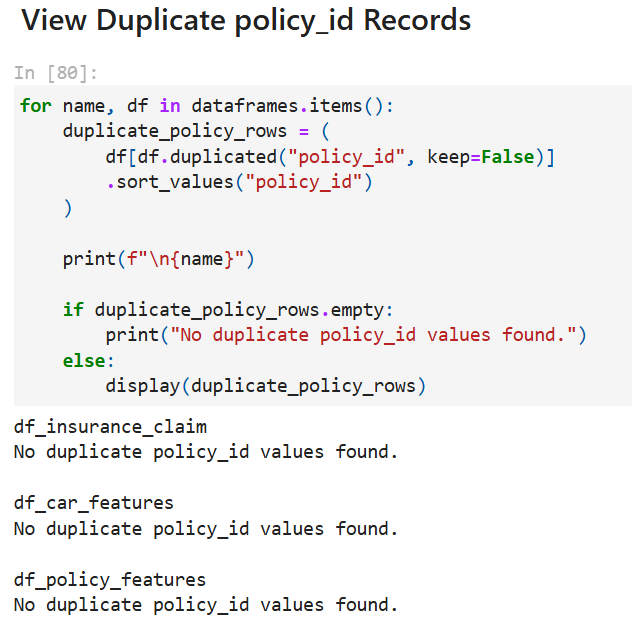 View Duplicate policy_id Records
In [80]:
for name, df in dataframes.items():
    duplicate_policy_rows = (
        df[df.duplicated("policy_id", keep=False)]
        .sort_values("policy_id")
    )
    print(f"\n{name}")
    if duplicate_policy_rows.empty:
        print("No duplicate policy_id values found.")
    else:
        display(duplicate_policy_rows)
df_insurance_claim
No duplicate policy_id values found.
df_car_features
No duplicate policy_id values found.
df_policy_features
No duplicate policy_id values found.